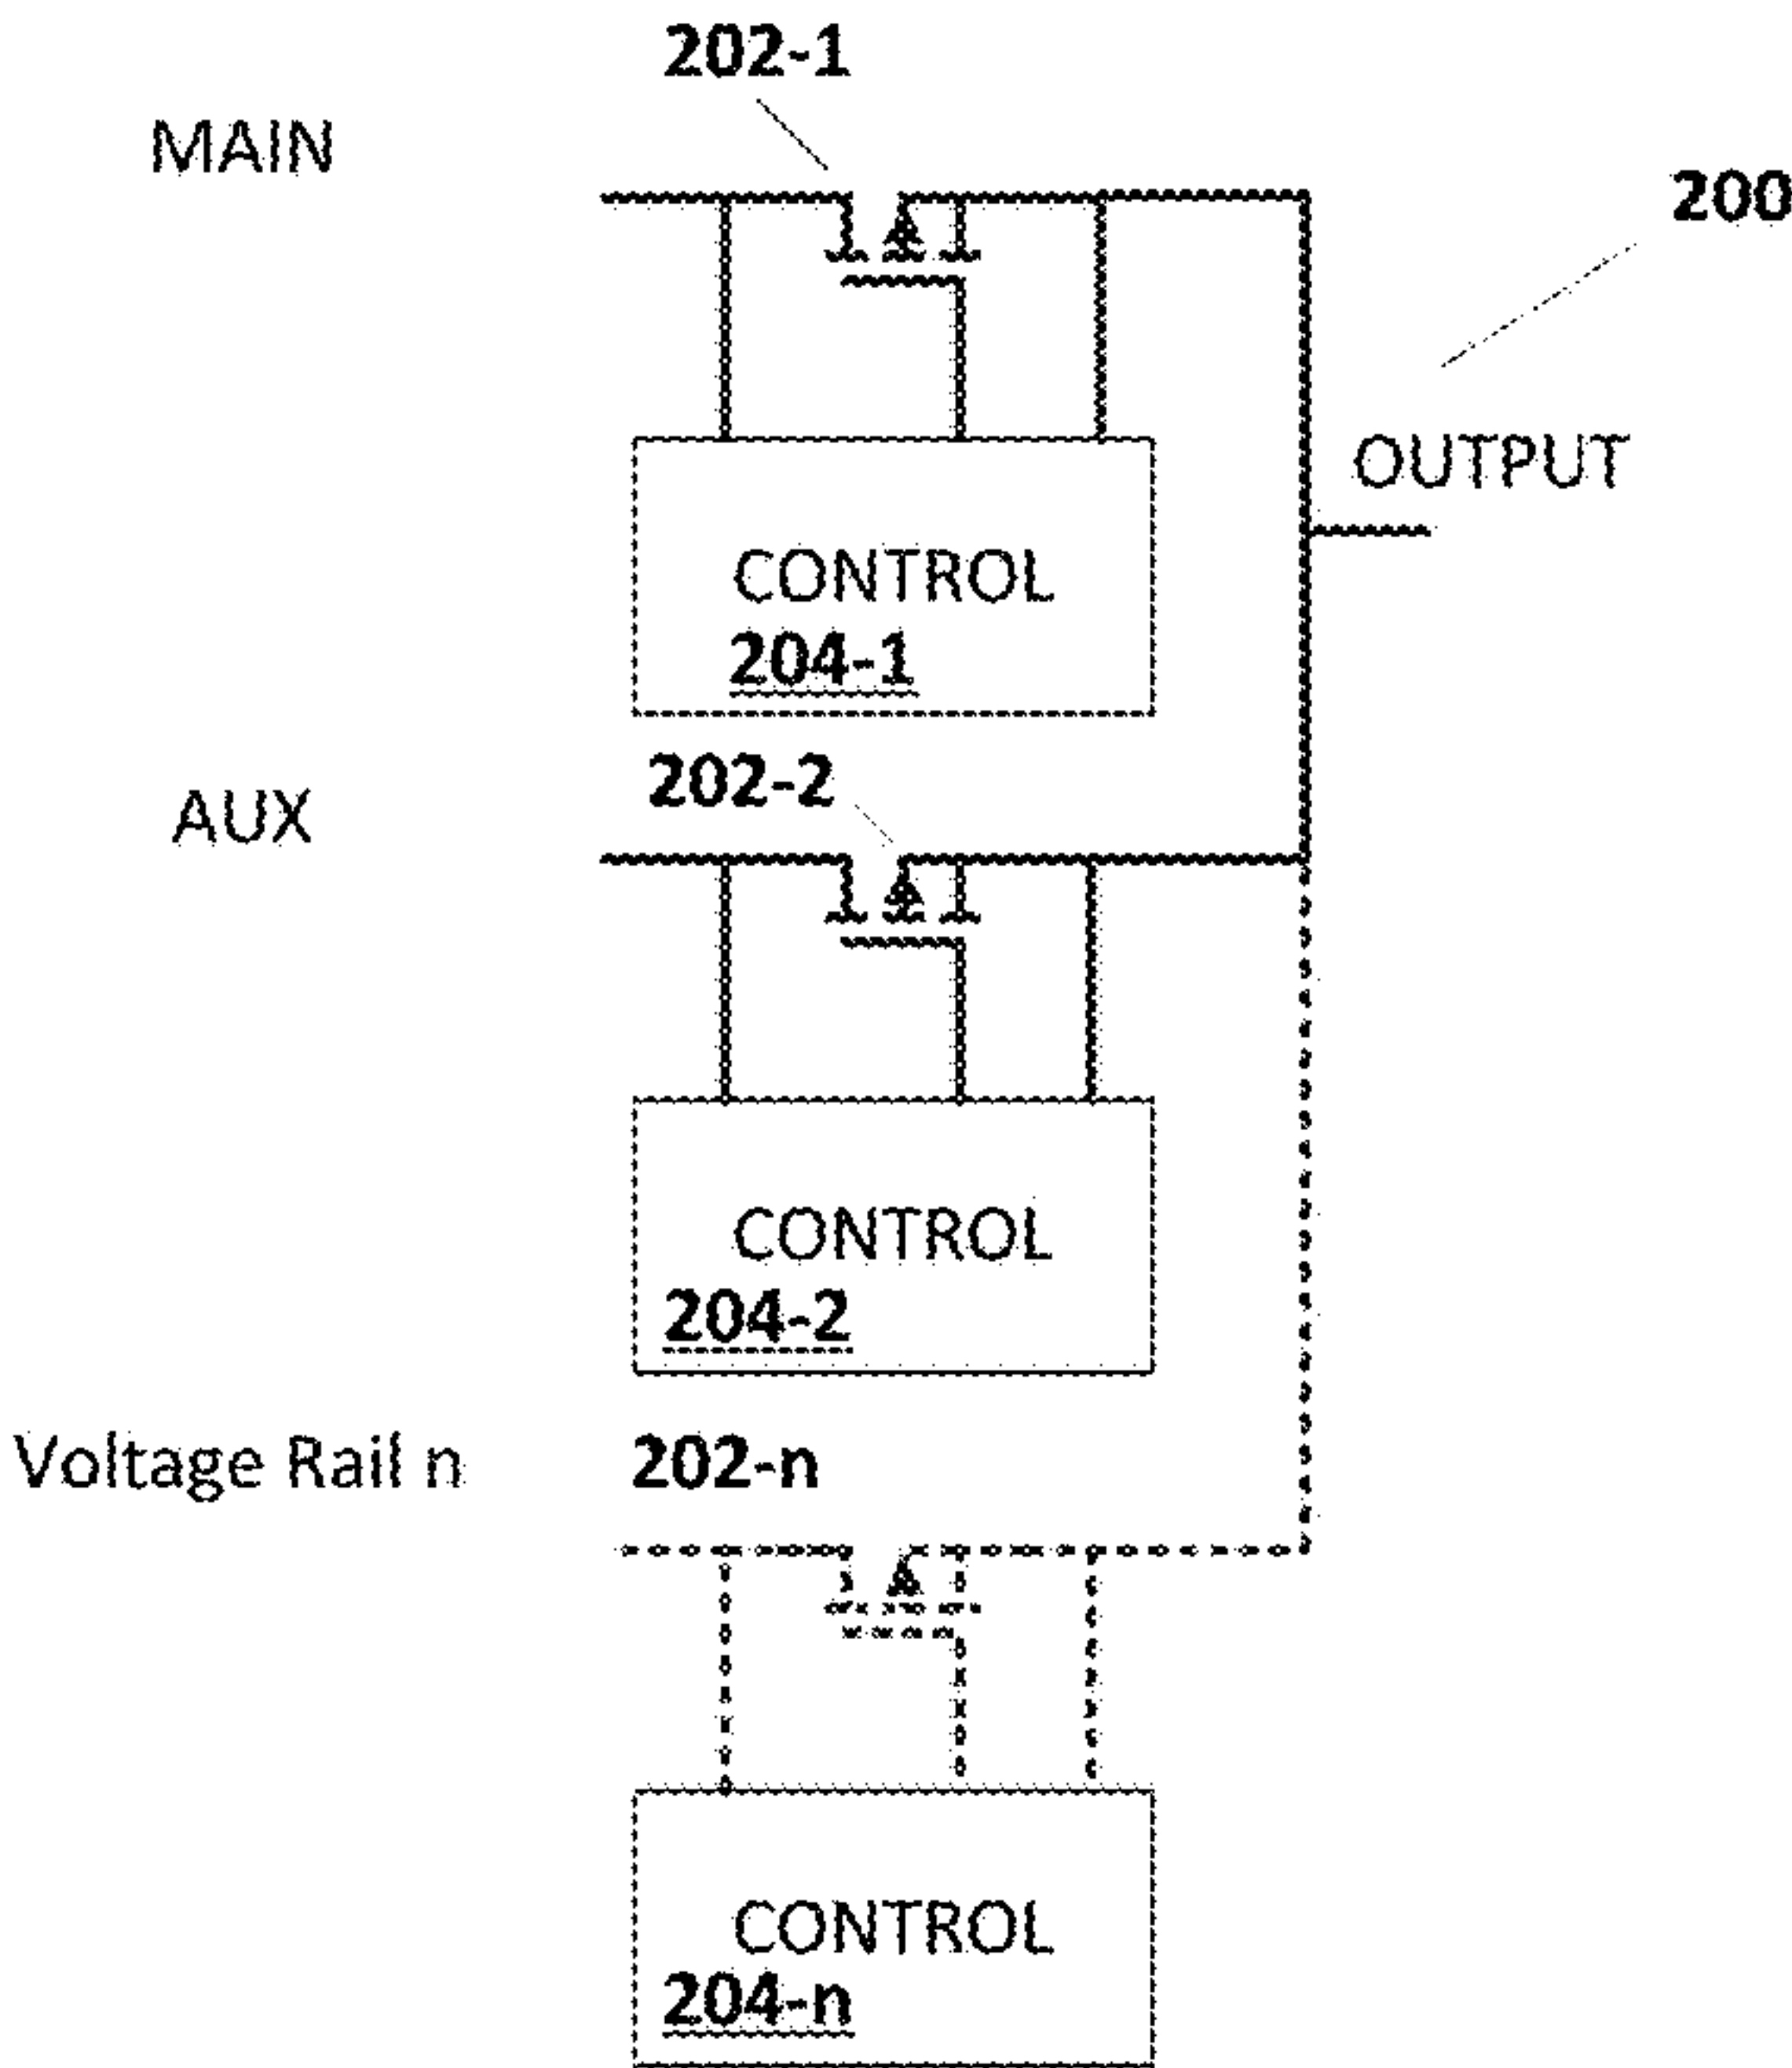 202-1
MAIN
200
OUTPUT
CONTROL
204-1
202-2
AUX
CONTROL
204-2
Voltage Rail n
202-n
CONTROL
204-n